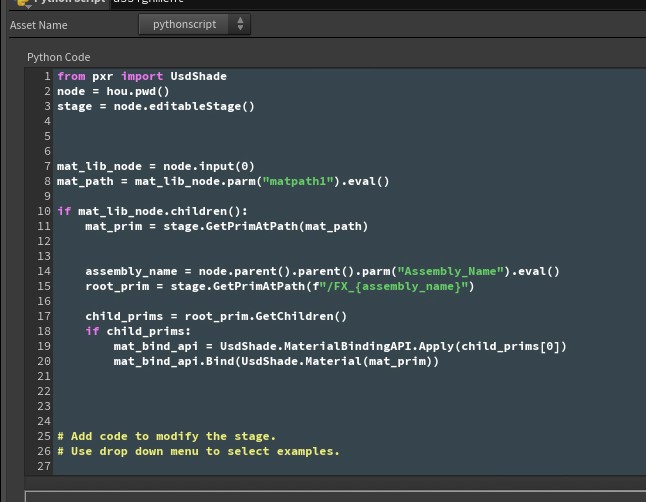 Python Script assignment
Asset Name pythonscript
Python Code
1 from pxr import UsdShade
2 node = hou.pwd()
3 stage = node.editableStage()
4
5
6
7 mat_lib_node = node.input(0)
8 mat_path = mat_lib_node.parm("matpath1").eval()
9
10 if mat_lib_node.children():
11     mat_prim = stage.GetPrimAtPath(mat_path)
12
13
14     assembly_name = node.parent().parent().parm("Assembly_Name").eval()
15     root_prim = stage.GetPrimAtPath(f"/FX_{assembly_name}")
16
17     child_prims = root_prim.GetChildren()
18     if child_prims:
19         mat_bind_api = UsdShade.MaterialBindingAPI.Apply(child_prims[0])
20         mat_bind_api.Bind(UsdShade.Material(mat_prim))
21
22
23
24
25 # Add code to modify the stage.
26 # Use drop down menu to select examples.
27